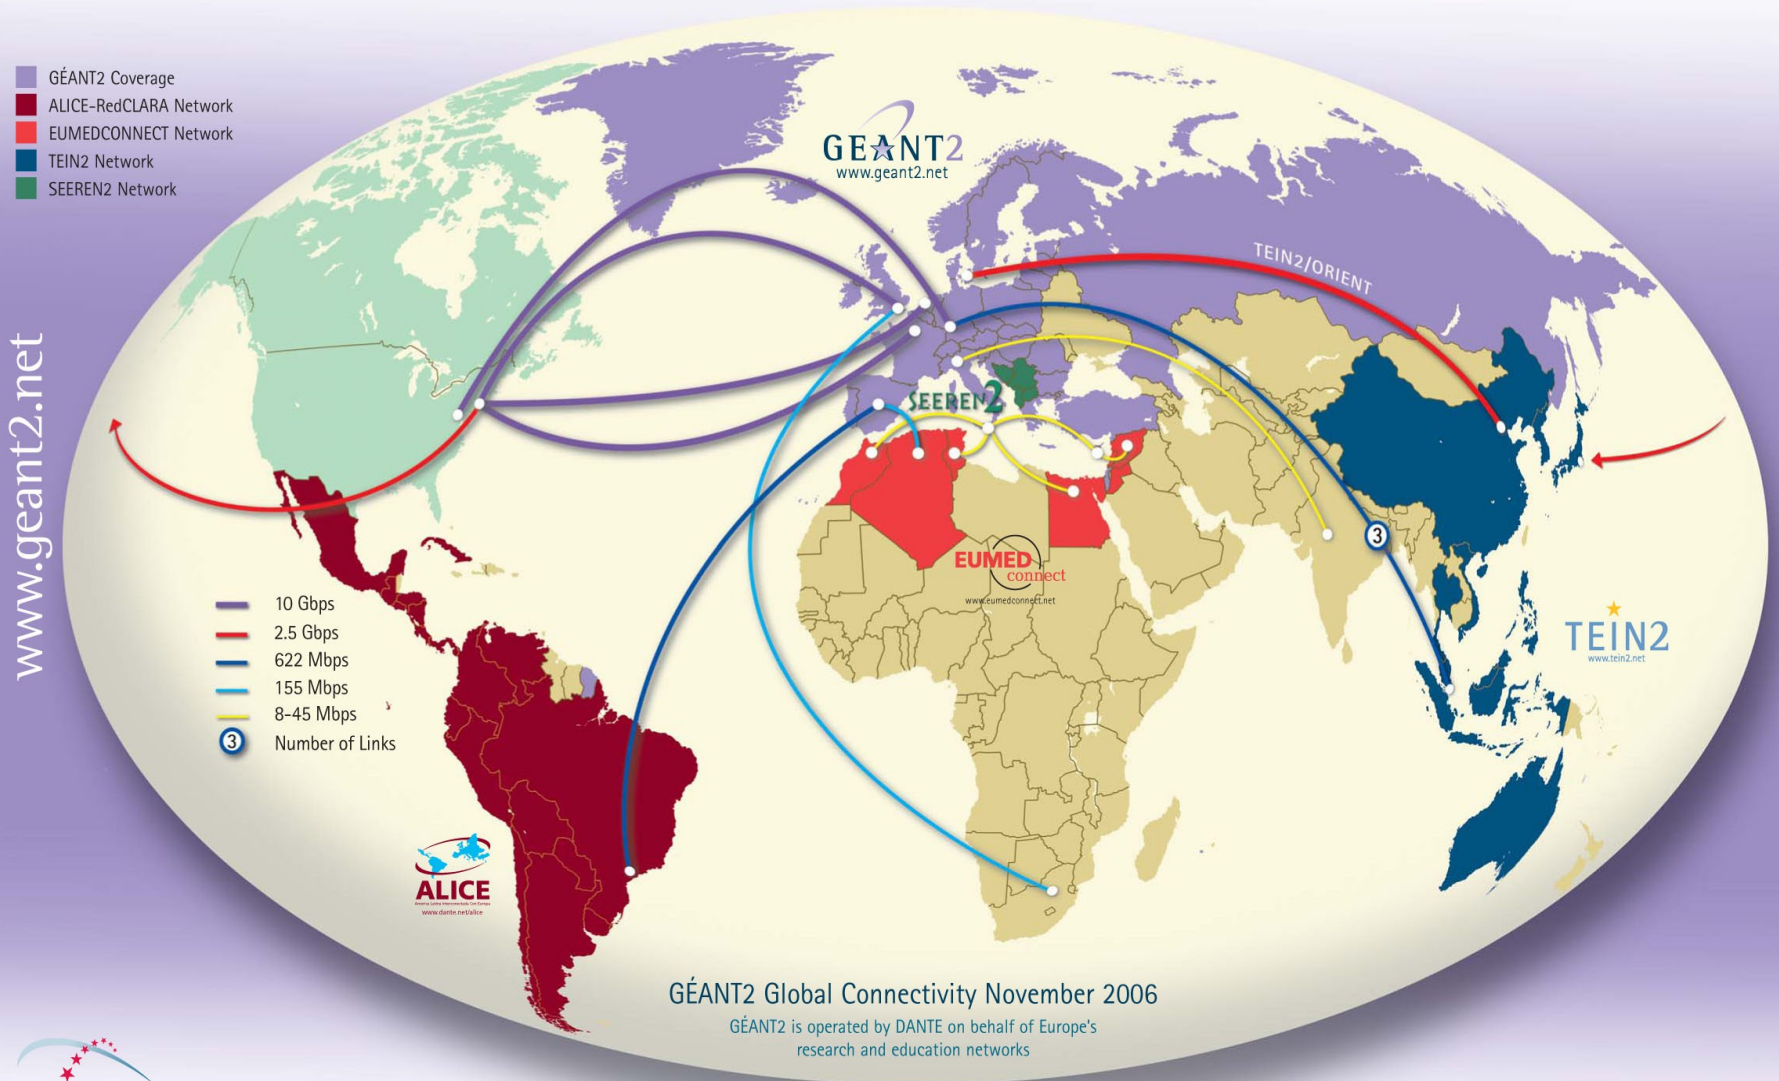 GÉANT2 Coverage
ALICE-RedCLARA Network
EUMEDCONNECT Network
TEIN2 Network
SEEREN2 Network
GEANT2
www.geant2.net
TEIN2/ORIENT
www.geant2.net
SEEREN2
3
EUMED
connect
www.eumedconnect.net
10 Gbps
2.5 Gbps
622 Mbps
155 Mbps
8-45 Mbps
3 Number of Links
TEIN2
www.tein2.net
ALICE
www.dante.net/alice
GÉANT2 Global Connectivity November 2006
GÉANT2 is operated by DANTE on behalf of Europe's
research and education networks